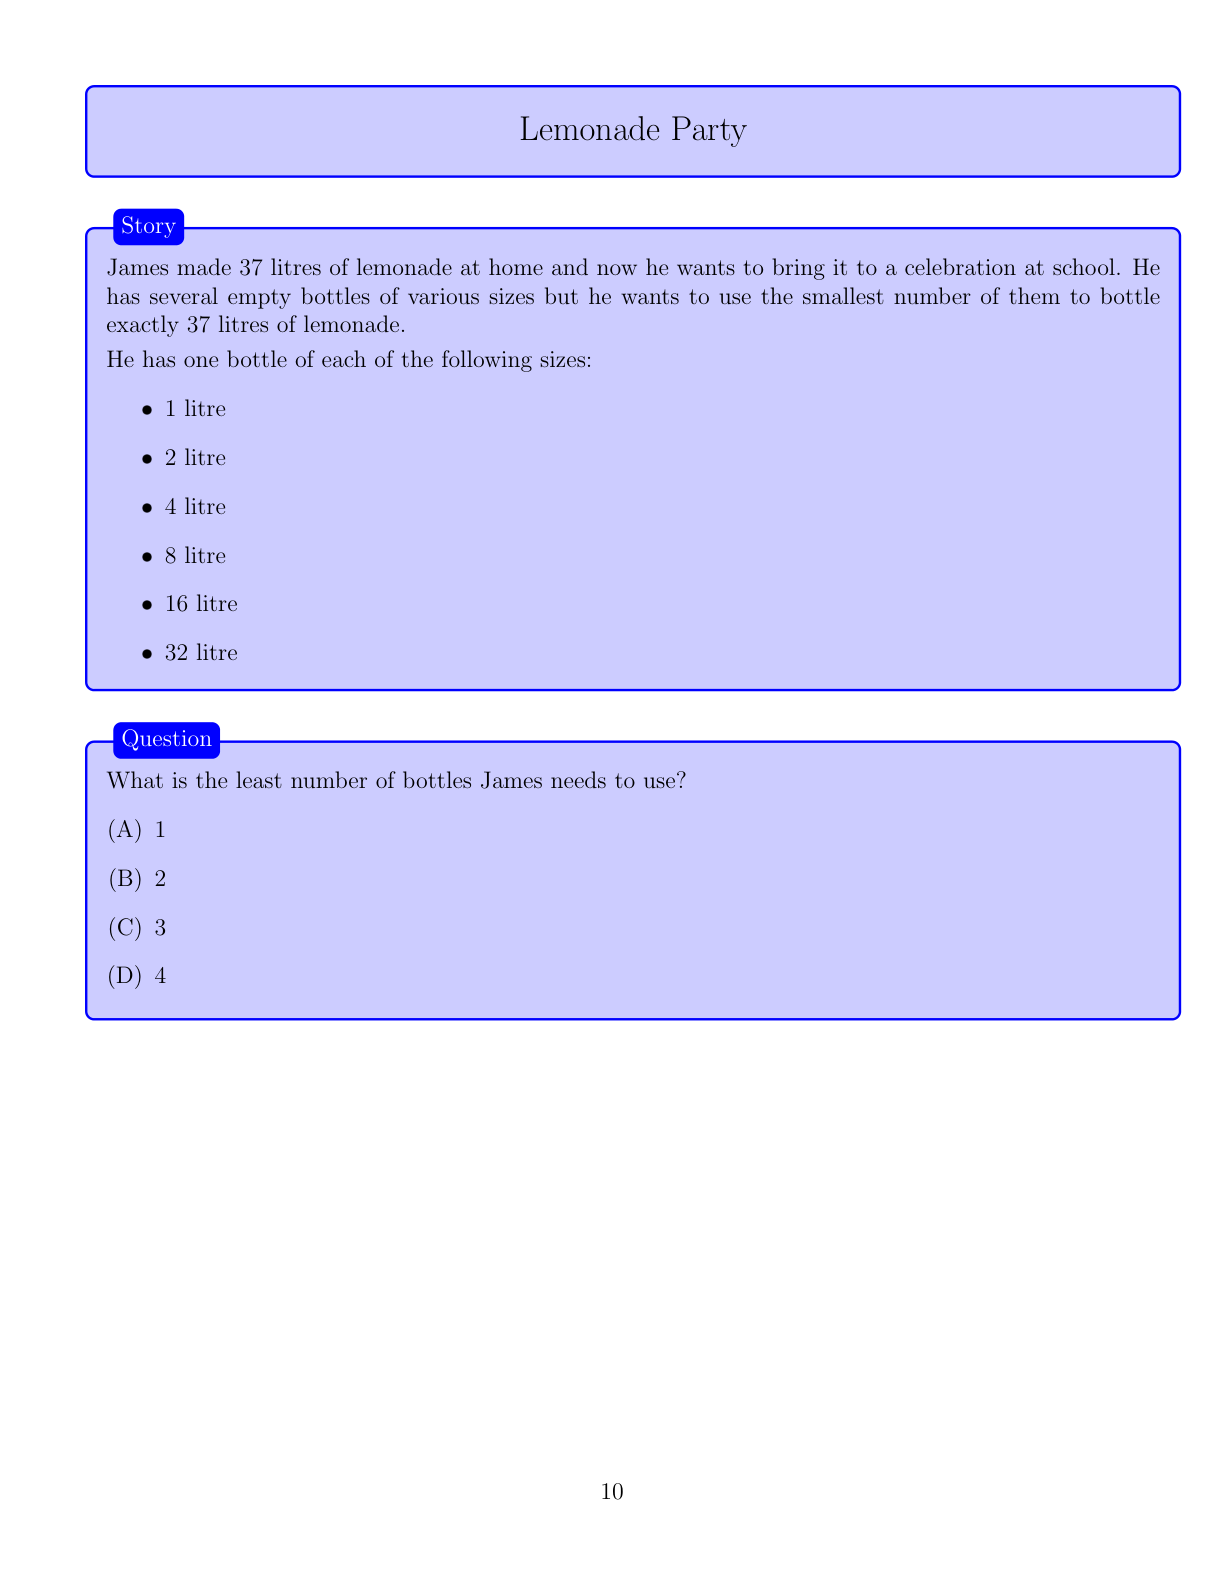 Lemonade Party
Story
James made 37 litres of lemonade at home and now he wants to bring it to a celebration at school. He
has several empty bottles of various sizes but he wants to use the smallest number of them to bottle
exactly 37 litres of lemonade.
He has one bottle of each of the following sizes:
• 1 litre
• 2 litre
• 4 litre
• 8 litre
• 16 litre
• 32 litre
Question
What is the least number of bottles James needs to use?
(A) 1
(B) 2
(C) 3
(D) 4
10